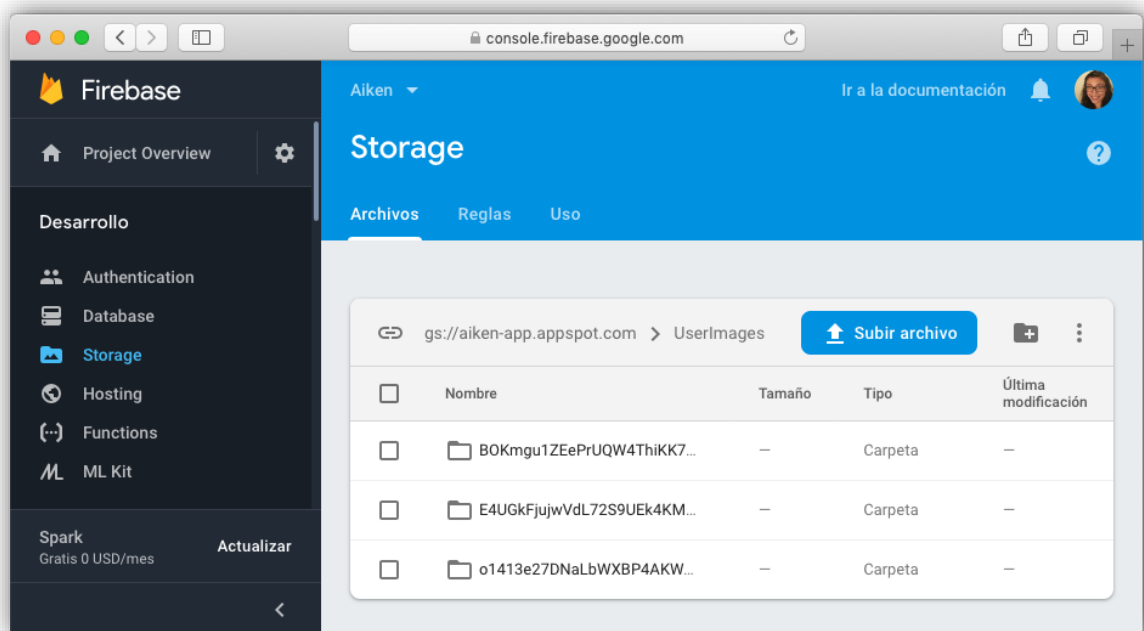 console.firebase.google.com
Firebase
Project Overview
Desarrollo
Authentication
Database
Storage
Hosting
Functions
ML Kit
Spark
Gratis 0 USD/mes
Actualizar
Aiken
Ir a la documentación
Storage
Archivos Reglas Uso
gs://aiken-app.appspot.com > UserImages Subir archivo
Nombre Tamaño Tipo Última
modificación
BOKmgu1ZEePrUQW4ThiKK7... — Carpeta —
E4UGkFjujwVdL72S9UEk4KM... — Carpeta —
o1413e27DNaLbWXBP4AKW... — Carpeta —